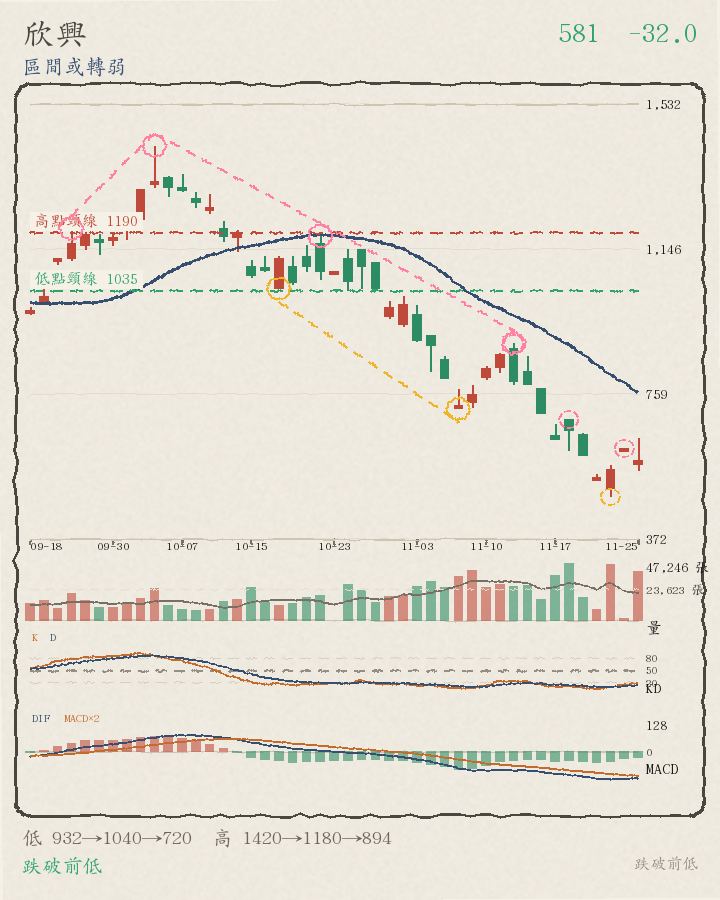 欣興
581 -32.0
區間或轉弱
1,532
高點頸線 1190
1,146
低點頸線 1035
759
372
09-18 09-30 10-07 10-15 10-23 11-03 11-10 11-17 11-25
47,246 張
23,623 張
量
K D
80
50
20
KD
DIF MACD×2
128
0
MACD
低 932→1040→720 高 1420→1180→894
跌破前低
跌破前低